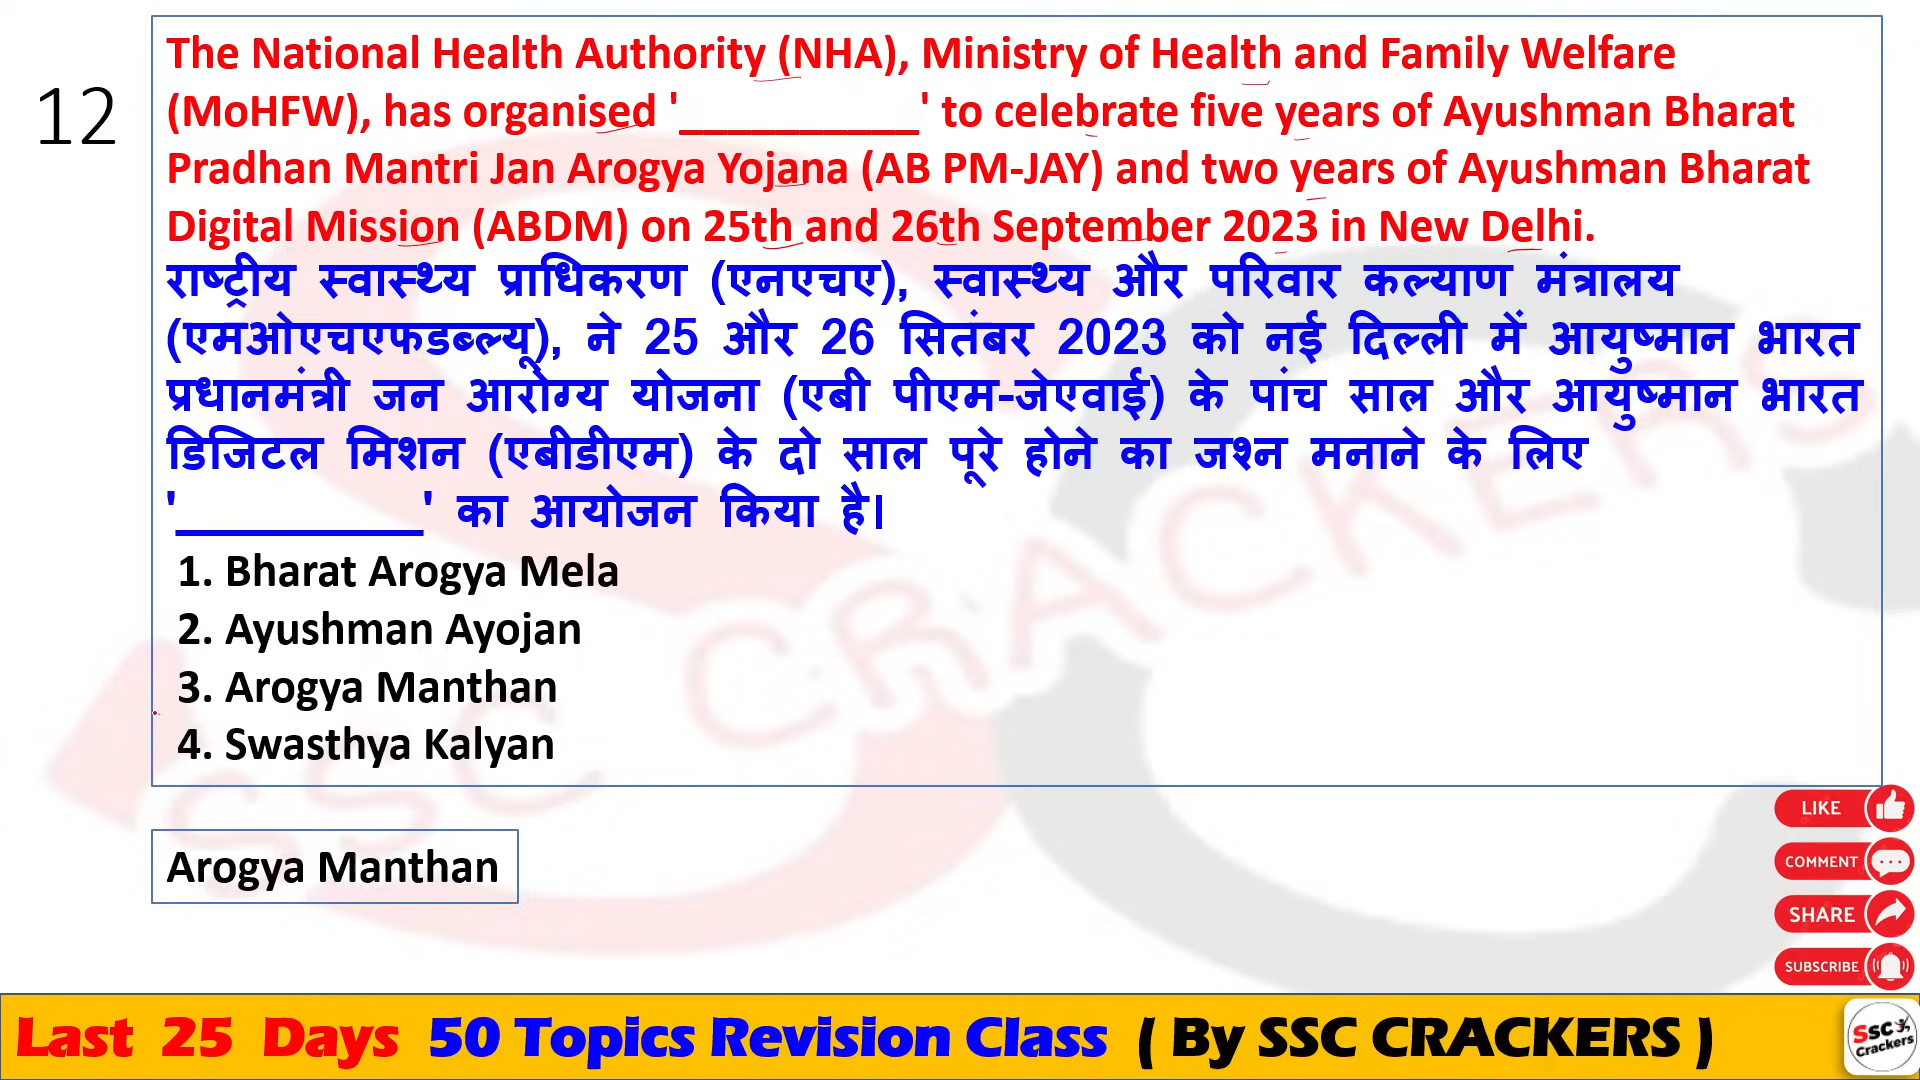 12
The National Health Authority (NHA), Ministry of Health and Family Welfare
(MoHFW), has organised '__________' to celebrate five years of Ayushman Bharat
Pradhan Mantri Jan Arogya Yojana (AB PM-JAY) and two years of Ayushman Bharat
Digital Mission (ABDM) on 25th and 26th September 2023 in New Delhi.
राष्ट्रीय स्वास्थ्य प्राधिकरण (एनएचए), स्वास्थ्य और परिवार कल्याण मंत्रालय
(एमओएचएफडब्ल्यू), ने 25 और 26 सितंबर 2023 को नई दिल्ली में आयुष्मान भारत
प्रधानमंत्री जन आरोग्य योजना (एबी पीएम-जेएवाई) के पांच साल और आयुष्मान भारत
डिजिटल मिशन (एबीडीएम) के दो साल पूरे होने का जश्न मनाने के लिए
'__________' का आयोजन किया है।
1. Bharat Arogya Mela
2. Ayushman Ayojan
3. Arogya Manthan
4. Swasthya Kalyan
Arogya Manthan
SSC CRACKERS
LIKE
COMMENT
SHARE
SUBSCRIBE
Last 25 Days 50 Topics Revision Class ( By SSC CRACKERS )
SSC
Crackers